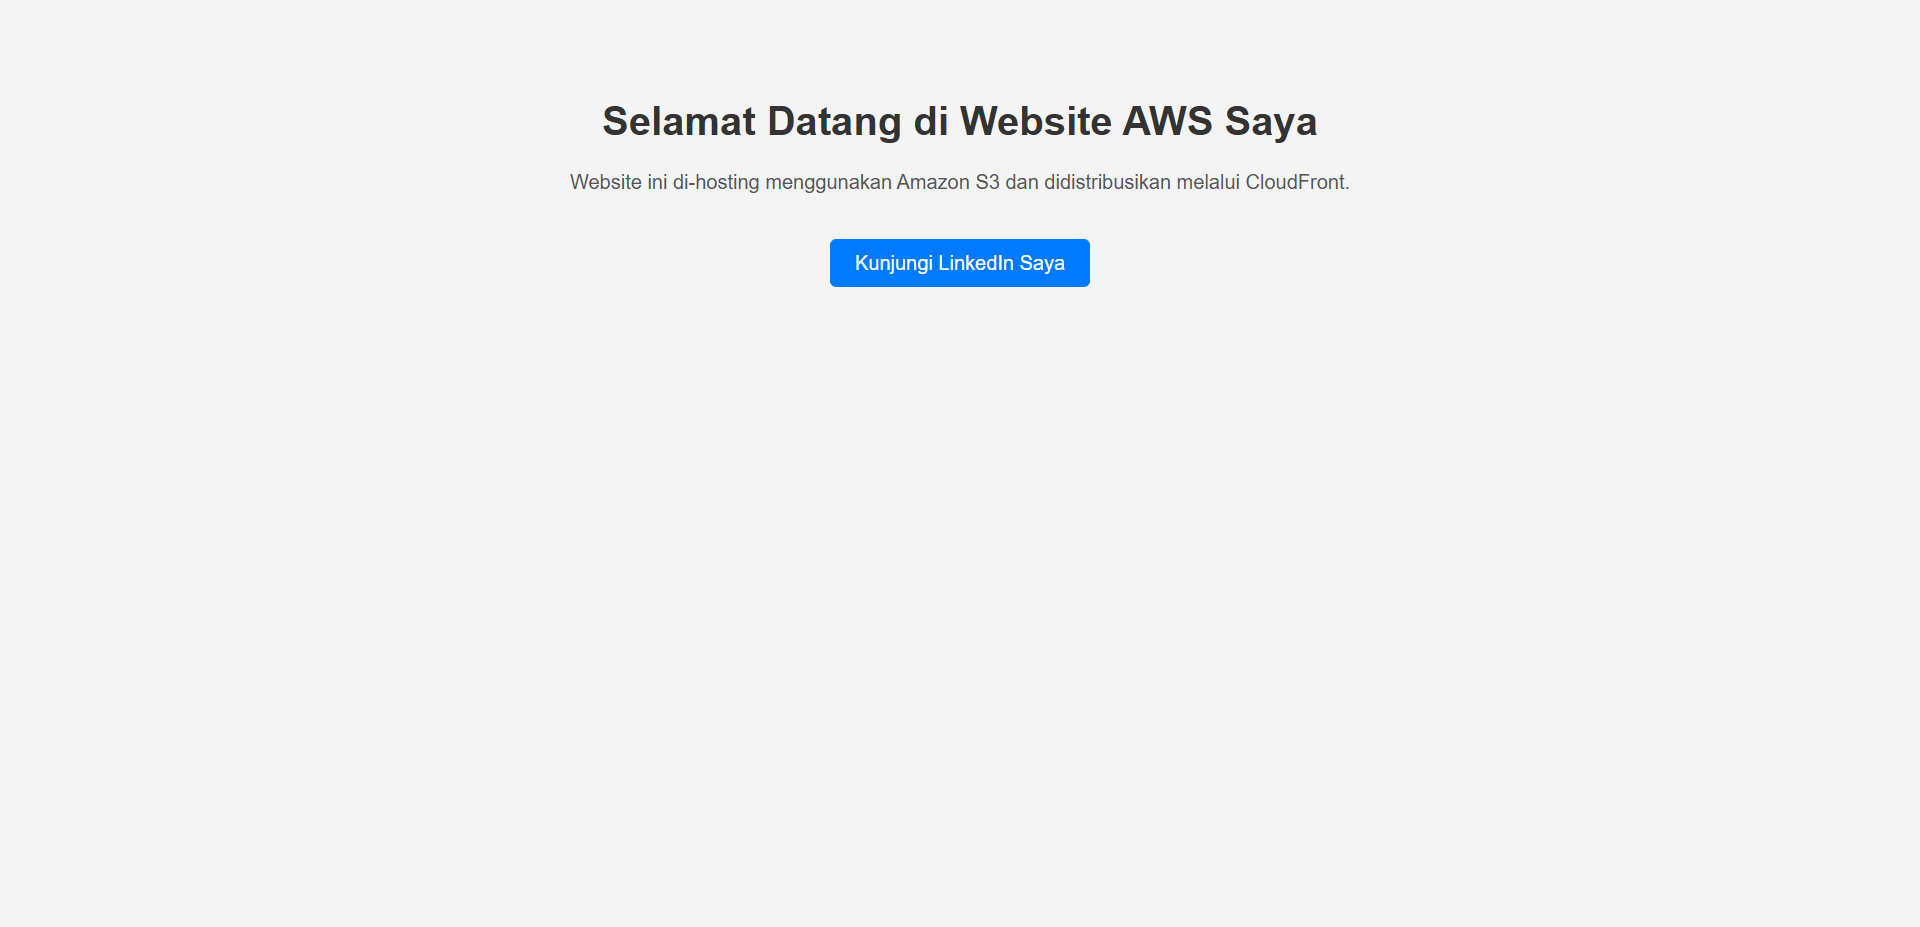 Selamat Datang di Website AWS Saya
Website ini di-hosting menggunakan Amazon S3 dan didistribusikan melalui CloudFront.
Kunjungi LinkedIn Saya